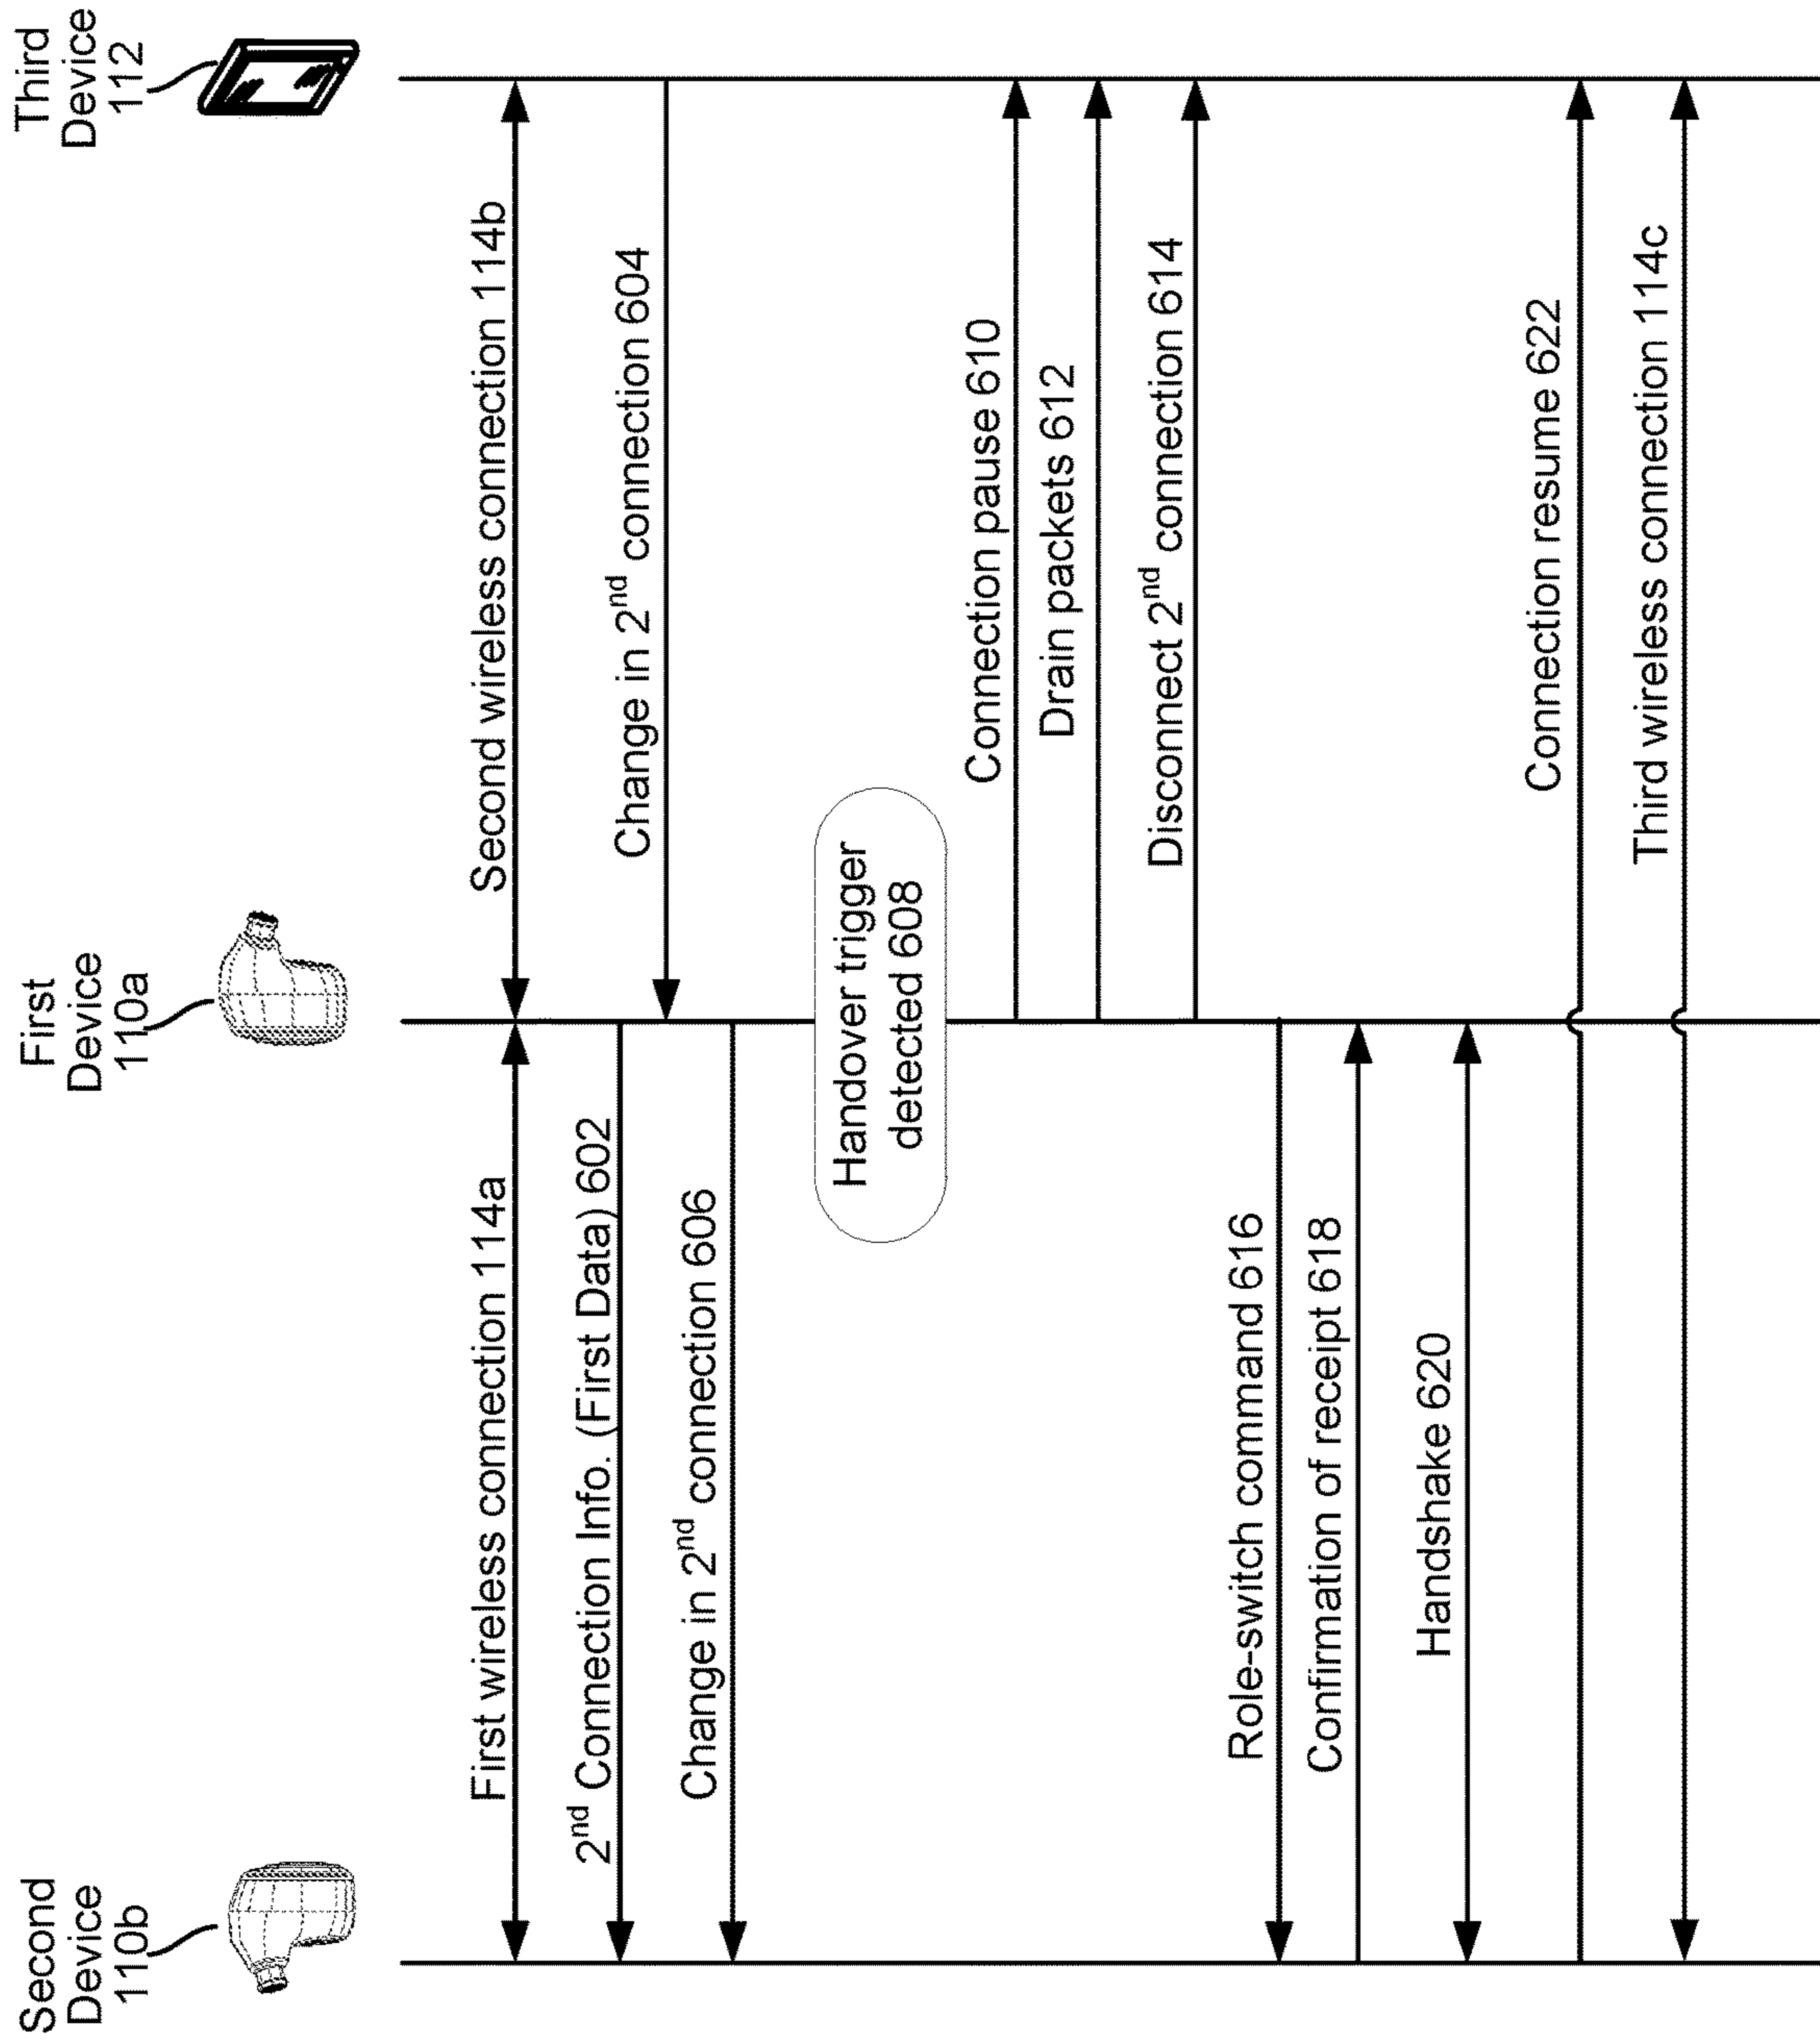 Second
Device
110b
First
Device
110a
Third
Device
112
First wireless connection 114a
Second wireless connection 114b
2nd Connection Info. (First Data) 602
Change in 2nd connection 604
Change in 2nd connection 606
Handover trigger
detected 608
Connection pause 610
Drain packets 612
Disconnect 2nd connection 614
Role-switch command 616
Confirmation of receipt 618
Handshake 620
Connection resume 622
Third wireless connection 114c